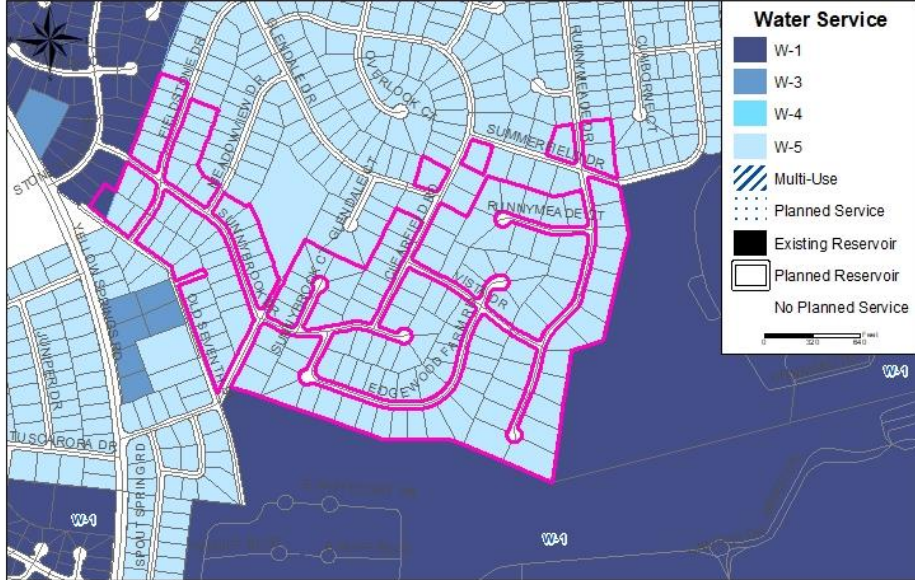 Water Service
W-1
W-3
W-4
W-5
Multi-Use
Planned Service
Existing Reservoir
Planned Reservoir
No Planned Service
Feet
0 320 640
FIELDSTONE DR
MEADOWVIEW DR
GLENDALE DR
OVERLOOK CT
RUNNYMEADE DR
SUMMERFIELD DR
GLENDALE CT
CLEARFIELD RD
RUNNYMEADE CT
VISTA DR
SUNNYBROOK DR
SUNNYBROOK CT
EDGEWOOD FARM RD
YELLOW SPRINGS RD
JUNIPER DR
TUSCARORA DR
SPOUT SPRING RD
W-1
W-1
W-1